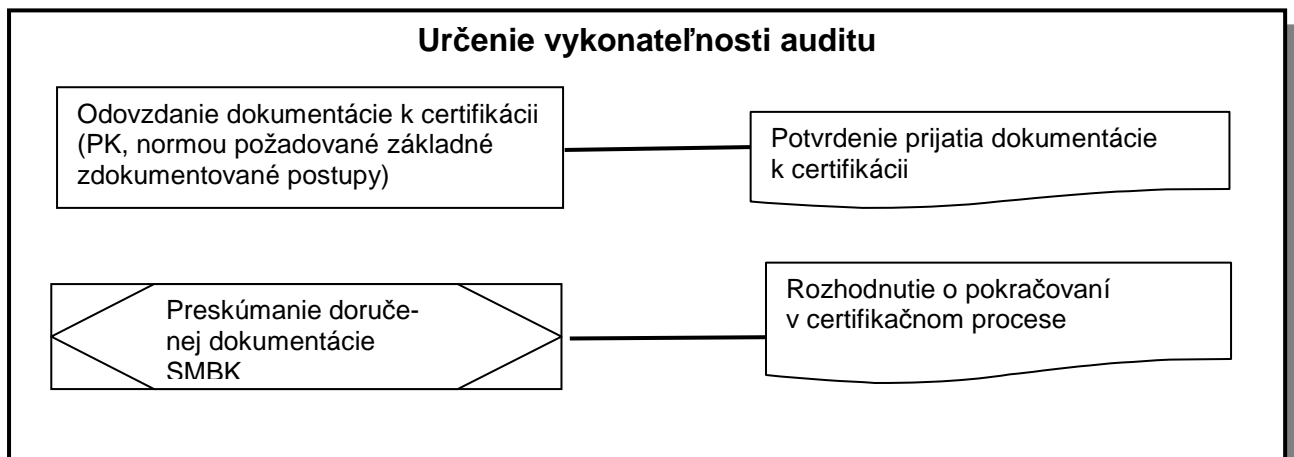 Určenie vykonateľnosti auditu
Odovzdanie dokumentácie k certifikácii
(PK, normou požadované základné
zdokumentované postupy)
Potvrdenie prijatia dokumentácie
k certifikácii
Preskúmanie doruče-
nej dokumentácie
SMBK
Rozhodnutie o pokračovaní
v certifikačnom procese